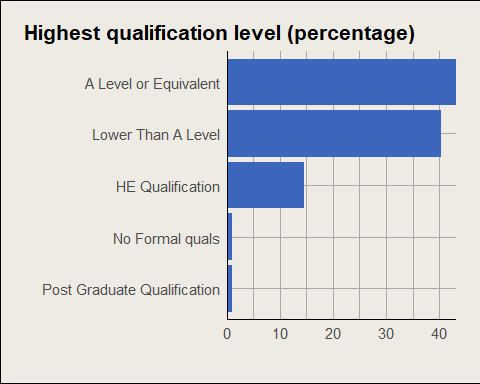 Highest qualification level (percentage)
A Level or Equivalent
Lower Than A Level
HE Qualification
No Formal quals
Post Graduate Qualification
0 10 20 30 40